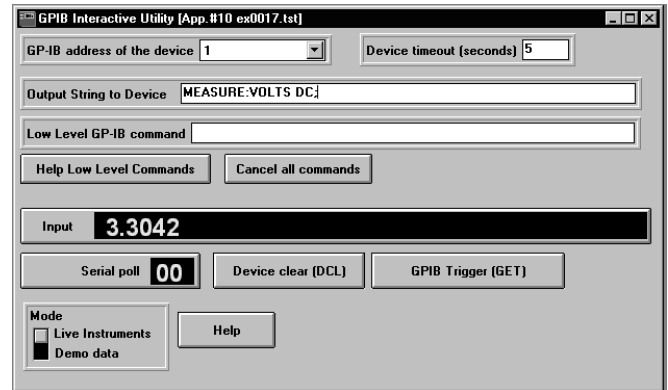 GPIB Interactive Utility [App.#10 ex0017.tst]
GP-IB address of the device 1 Device timeout (seconds) 5
Output String to Device MEASURE:VOLTS DC;
Low Level GP-IB command
Help Low Level Commands Cancel all commands
Input 3.3042
Serial poll 00 Device clear (DCL) GPIB Trigger (GET)
Mode
Live Instruments
Demo data
Help